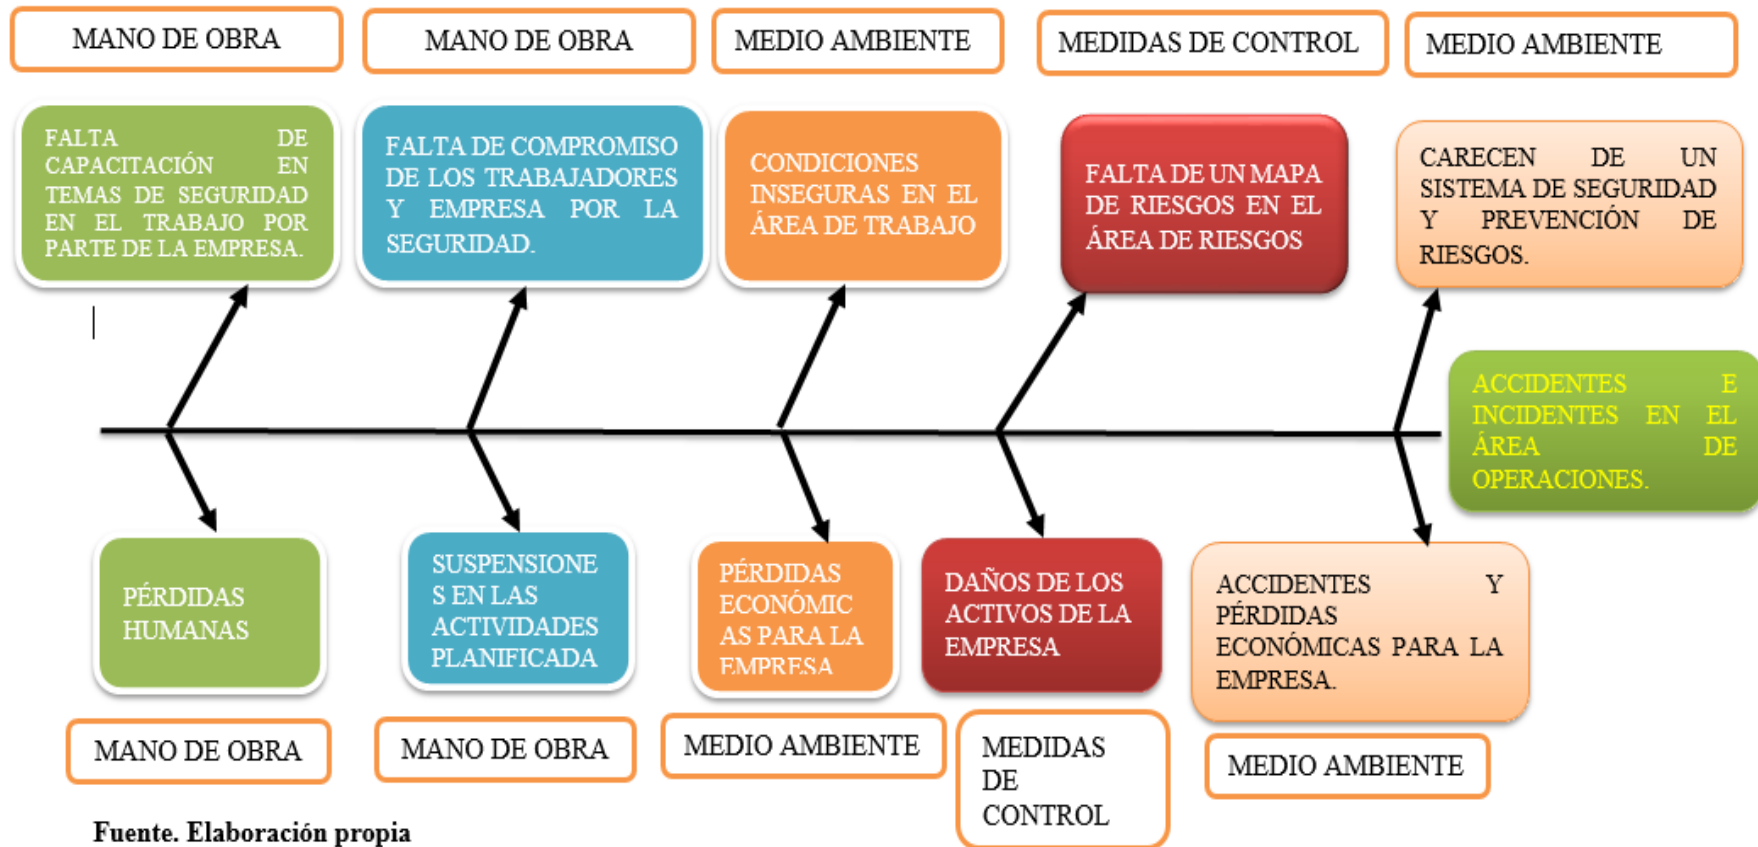 MANO DE OBRA
MANO DE OBRA
MEDIO AMBIENTE
MEDIDAS DE CONTROL
MEDIO AMBIENTE
FALTA DE
CAPACITACIÓN EN
TEMAS DE SEGURIDAD
EN EL TRABAJO POR
PARTE DE LA EMPRESA.
FALTA DE COMPROMISO
DE LOS TRABAJADORES
Y EMPRESA POR LA
SEGURIDAD.
CONDICIONES
INSEGURAS EN EL
ÁREA DE TRABAJO
FALTA DE UN MAPA
DE RIESGOS EN EL
ÁREA DE RIESGOS
CARECEN DE UN
SISTEMA DE SEGURIDAD
Y PREVENCIÓN DE
RIESGOS.
ACCIDENTES E
INCIDENTES EN EL
ÁREA DE
OPERACIONES.
PÉRDIDAS
HUMANAS
SUSPENSIONE
S EN LAS
ACTIVIDADES
PLANIFICADA
PÉRDIDAS
ECONÓMIC
AS PARA LA
EMPRESA
DAÑOS DE LOS
ACTIVOS DE LA
EMPRESA
ACCIDENTES Y
PÉRDIDAS
ECONÓMICAS PARA LA
EMPRESA.
MANO DE OBRA
MANO DE OBRA
MEDIO AMBIENTE
MEDIDAS
DE
CONTROL
MEDIO AMBIENTE
Fuente. Elaboración propia